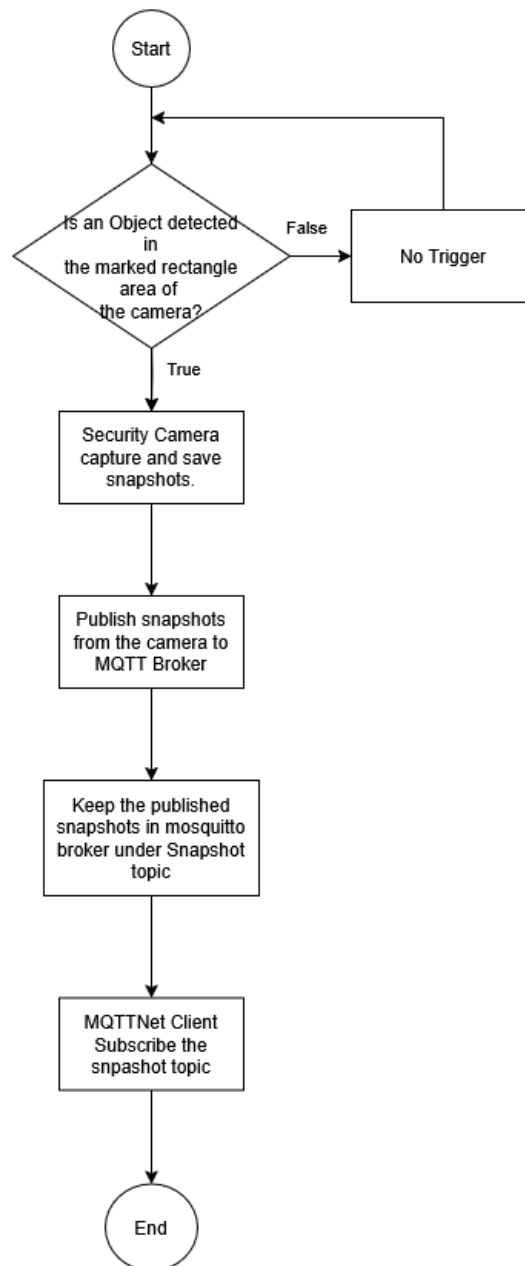 Start
Is an Object detected
in
the marked rectangle
area of
the camera?
False
No Trigger
True
Security Camera
capture and save
snapshots.
Publish snapshots
from the camera to
MQTT Broker
Keep the published
snapshots in mosquitto
broker under Snapshot
topic
MQTTNet Client
Subscribe the
snpashot topic
End